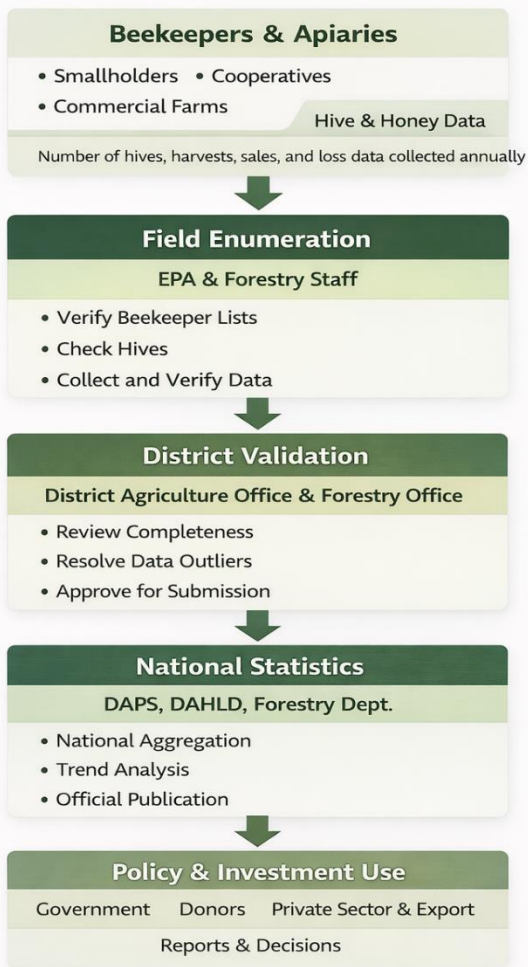 Beekeepers & Apiaries
• Smallholders • Cooperatives
• Commercial Farms
Hive & Honey Data
Number of hives, harvests, sales, and loss data collected annually
Field Enumeration
EPA & Forestry Staff
• Verify Beekeeper Lists
• Check Hives
• Collect and Verify Data
District Validation
District Agriculture Office & Forestry Office
• Review Completeness
• Resolve Data Outliers
• Approve for Submission
National Statistics
DAPS, DAHLD, Forestry Dept.
• National Aggregation
• Trend Analysis
• Official Publication
Policy & Investment Use
Government Donors Private Sector & Export
Reports & Decisions